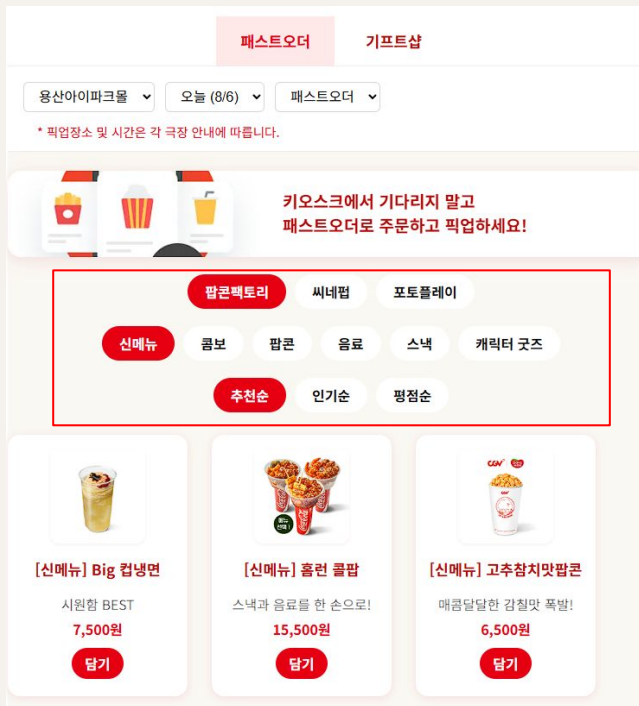 패스트오더 기프트샵
용산아이파크몰 오늘 (8/6) 패스트오더
* 픽업장소 및 시간은 각 극장 안내에 따릅니다.
키오스크에서 기다리지 말고
패스트오더로 주문하고 픽업하세요!
팝콘팩토리 씨네펍 포토플레이
신메뉴 콤보 팝콘 음료 스낵 캐릭터 굿즈
추천순 인기순 평점순
메뉴
선택 !
CGV
[신메뉴] Big 컵냉면 [신메뉴] 홈런 콜팝 [신메뉴] 고추참치맛팝콘
시원함 BEST 스낵과 음료를 한 손으로! 매콤달달한 감칠맛 폭발!
7,500원 15,500원 6,500원
담기 담기 담기